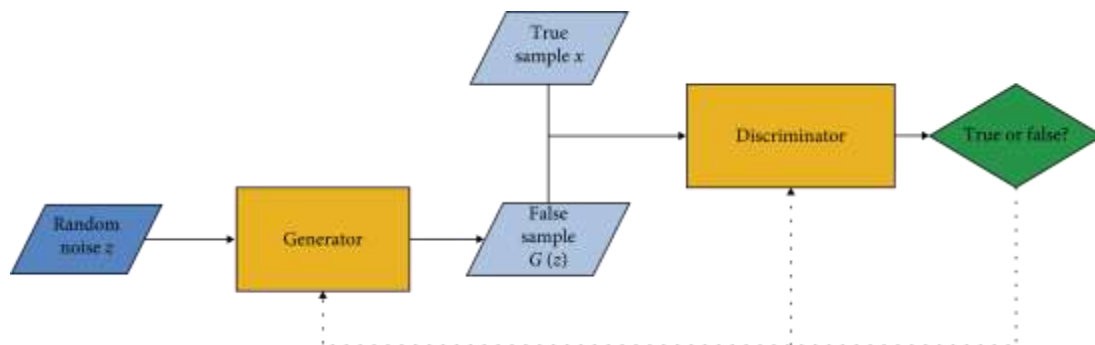 True
sample x
Discriminator
True or false?
Random
noise z
Generator
False
sample
G (z)